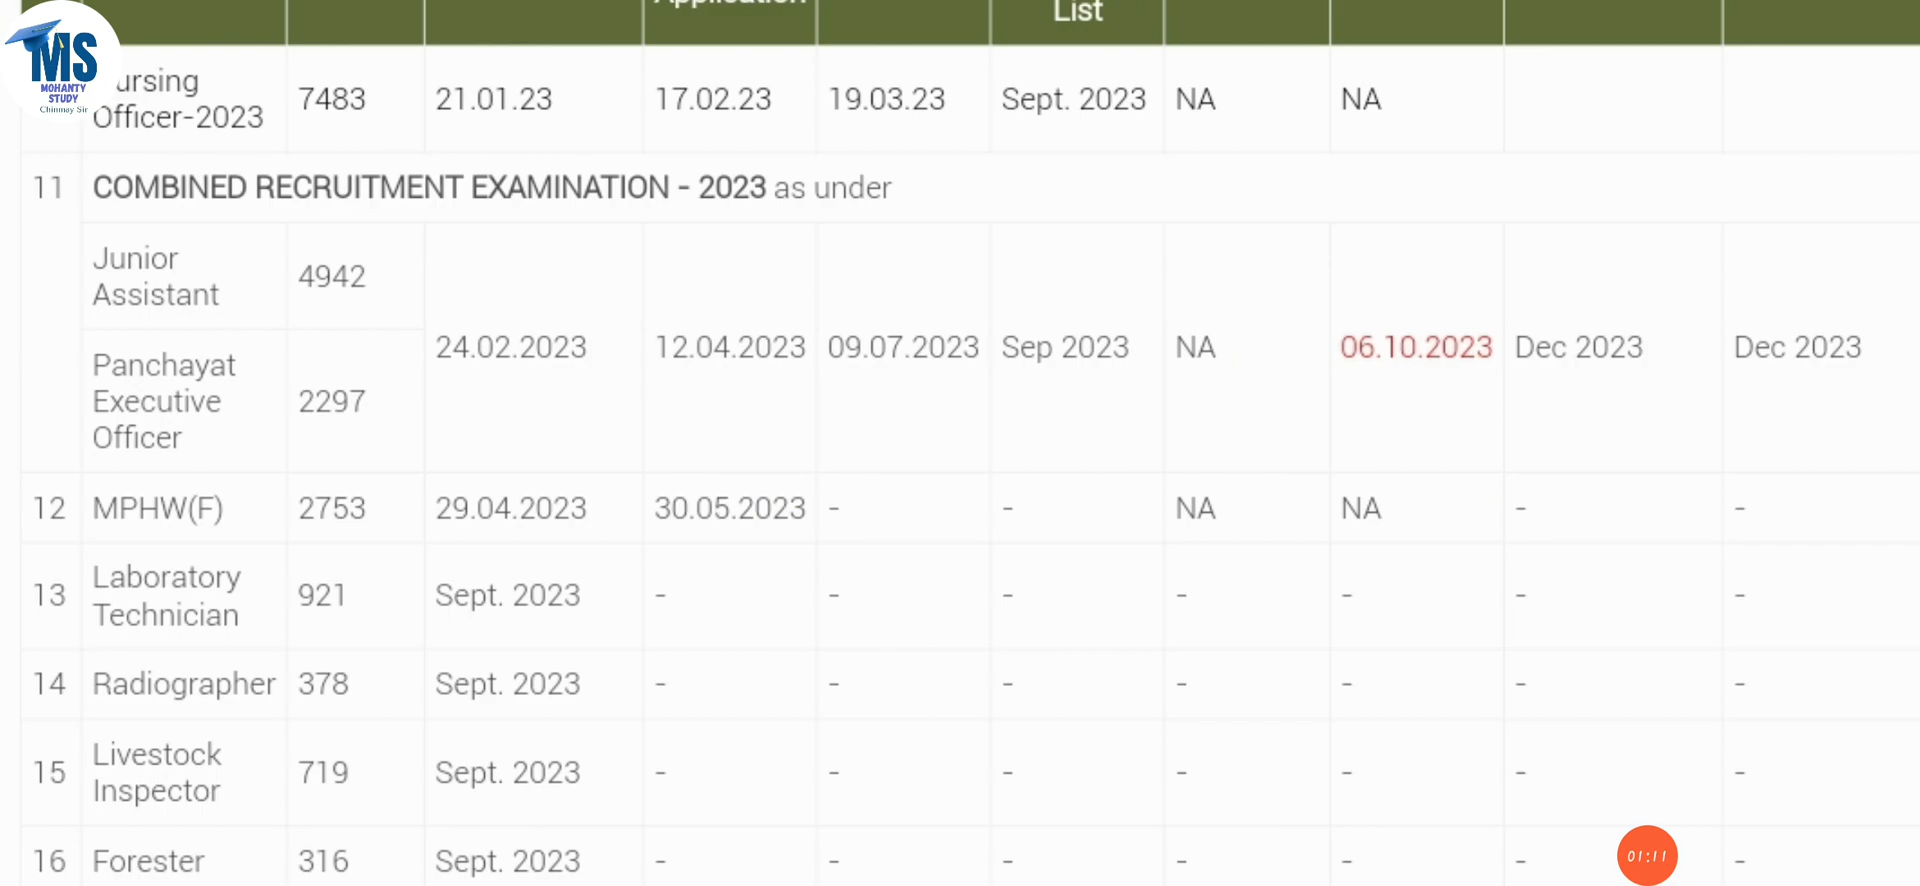 Application
List
MS
MOHANTY
STUDY
Chinmay Sir
ursing
Officer-2023
7483
21.01.23
17.02.23
19.03.23
Sept. 2023
NA
NA
11
COMBINED RECRUITMENT EXAMINATION - 2023 as under
Junior
Assistant
4942
Panchayat
Executive
Officer
2297
24.02.2023
12.04.2023
09.07.2023
Sep 2023
NA
06.10.2023
Dec 2023
Dec 2023
12
MPHW(F)
2753
29.04.2023
30.05.2023
-
-
NA
NA
-
-
13
Laboratory
Technician
921
Sept. 2023
-
-
-
-
-
-
-
14
Radiographer
378
Sept. 2023
-
-
-
-
-
-
-
15
Livestock
Inspector
719
Sept. 2023
-
-
-
-
-
-
-
16
Forester
316
Sept. 2023
-
-
-
-
-
-
-
01:11